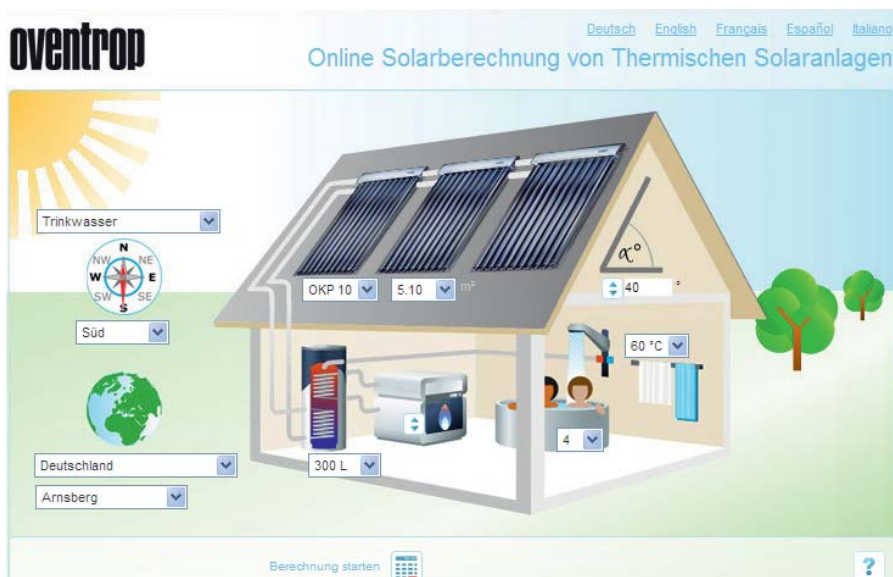 oventrop
Deutsch English Français Español Italiano
Online Solarberechnung von Thermischen Solaranlagen
Trinkwasser
N
NW NE
W E
SW SE
S
Süd
OKP 10 5.10 m²
α°
40 °
60 °C
4
300 L
Deutschland
Arnsberg
Berechnung starten
?